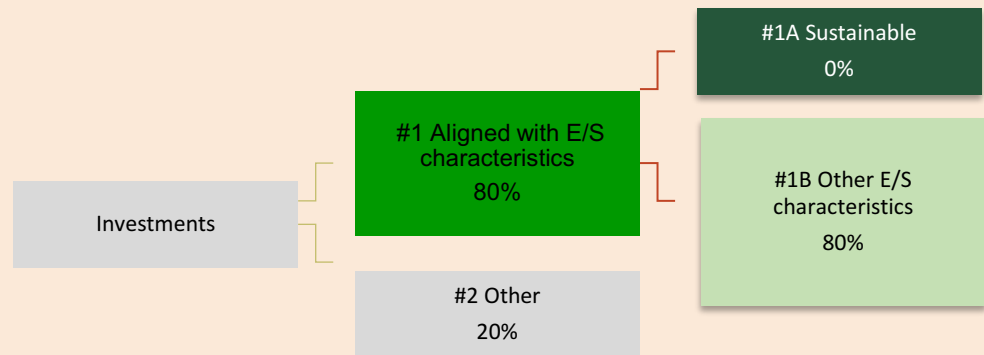 #1A Sustainable
0%
#1 Aligned with E/S
characteristics
80%
#1B Other E/S
characteristics
80%
Investments
#2 Other
20%